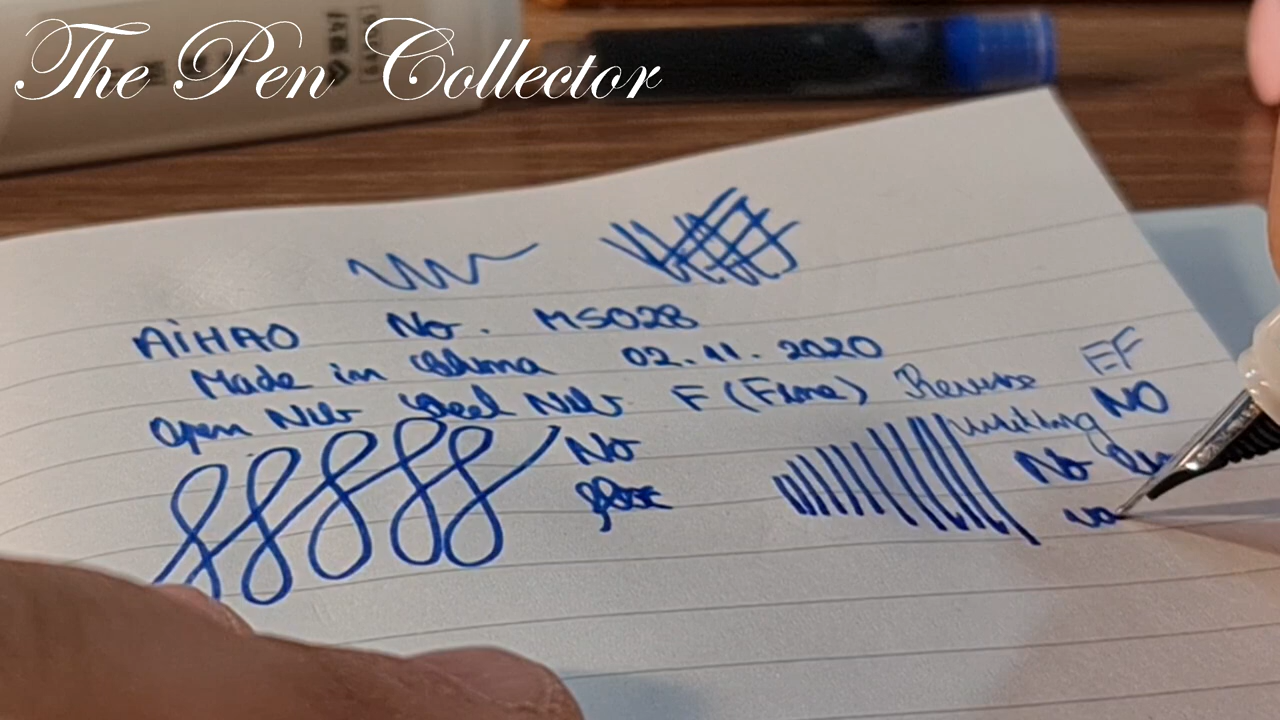 The Pen Collector
AiHAO No. MS028
Made in China 02.11.2020
Open Nib Steel Nib F (Fine) Reverse EF
Writing NO
No
No